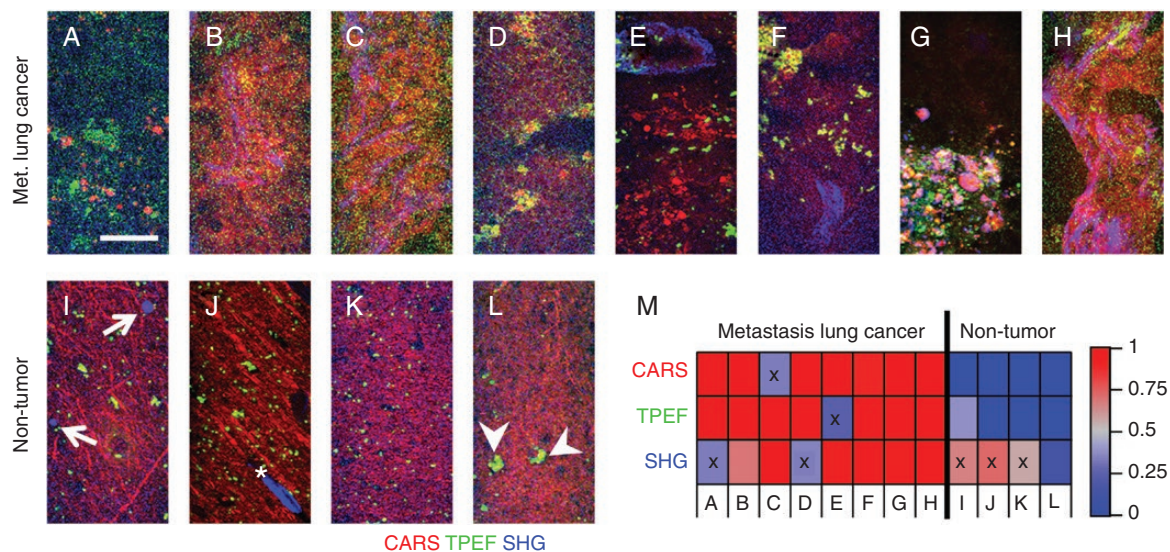 Met. lung cancer
A B C D E F G H
Non-tumor
I J K L
*
CARS TPEF SHG
M
Metastasis lung cancer Non-tumor
CARS x
TPEF x
SHG x x x x x
A B C D E F G H I J K L
1
0.75
0.5
0.25
0